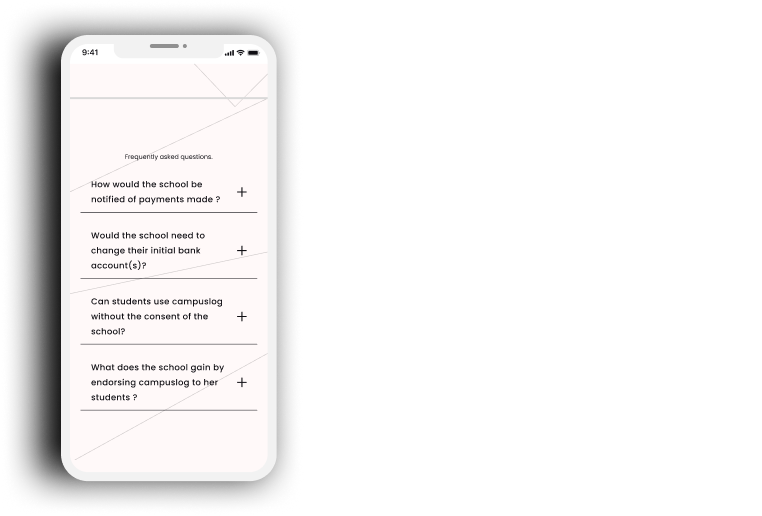 9:41
Frequently asked questions.
How would the school be
notified of payments made ?
Would the school need to
change their initial bank
account(s)?
Can students use campuslog
without the consent of the
school?
What does the school gain by
endorsing campuslog to her
students ?